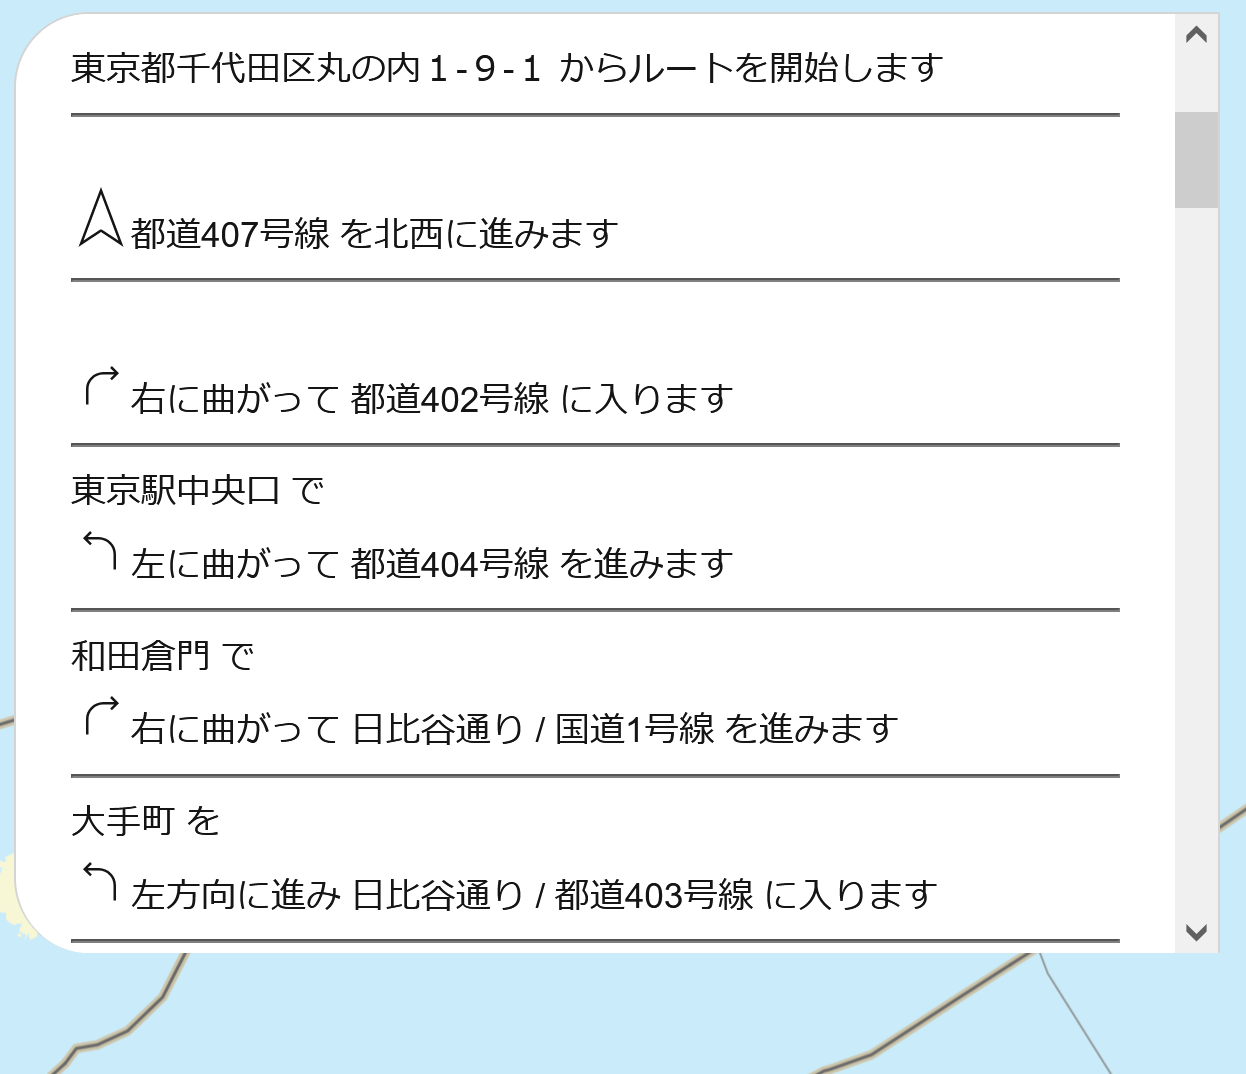 東京都千代田区丸の内１-９-１ からルートを開始します
都道407号線 を北西に進みます
右に曲がって 都道402号線 に入ります
東京駅中央口 で
左に曲がって 都道404号線 を進みます
和田倉門 で
右に曲がって 日比谷通り / 国道1号線 を進みます
大手町 を
左方向に進み 日比谷通り / 都道403号線 に入ります